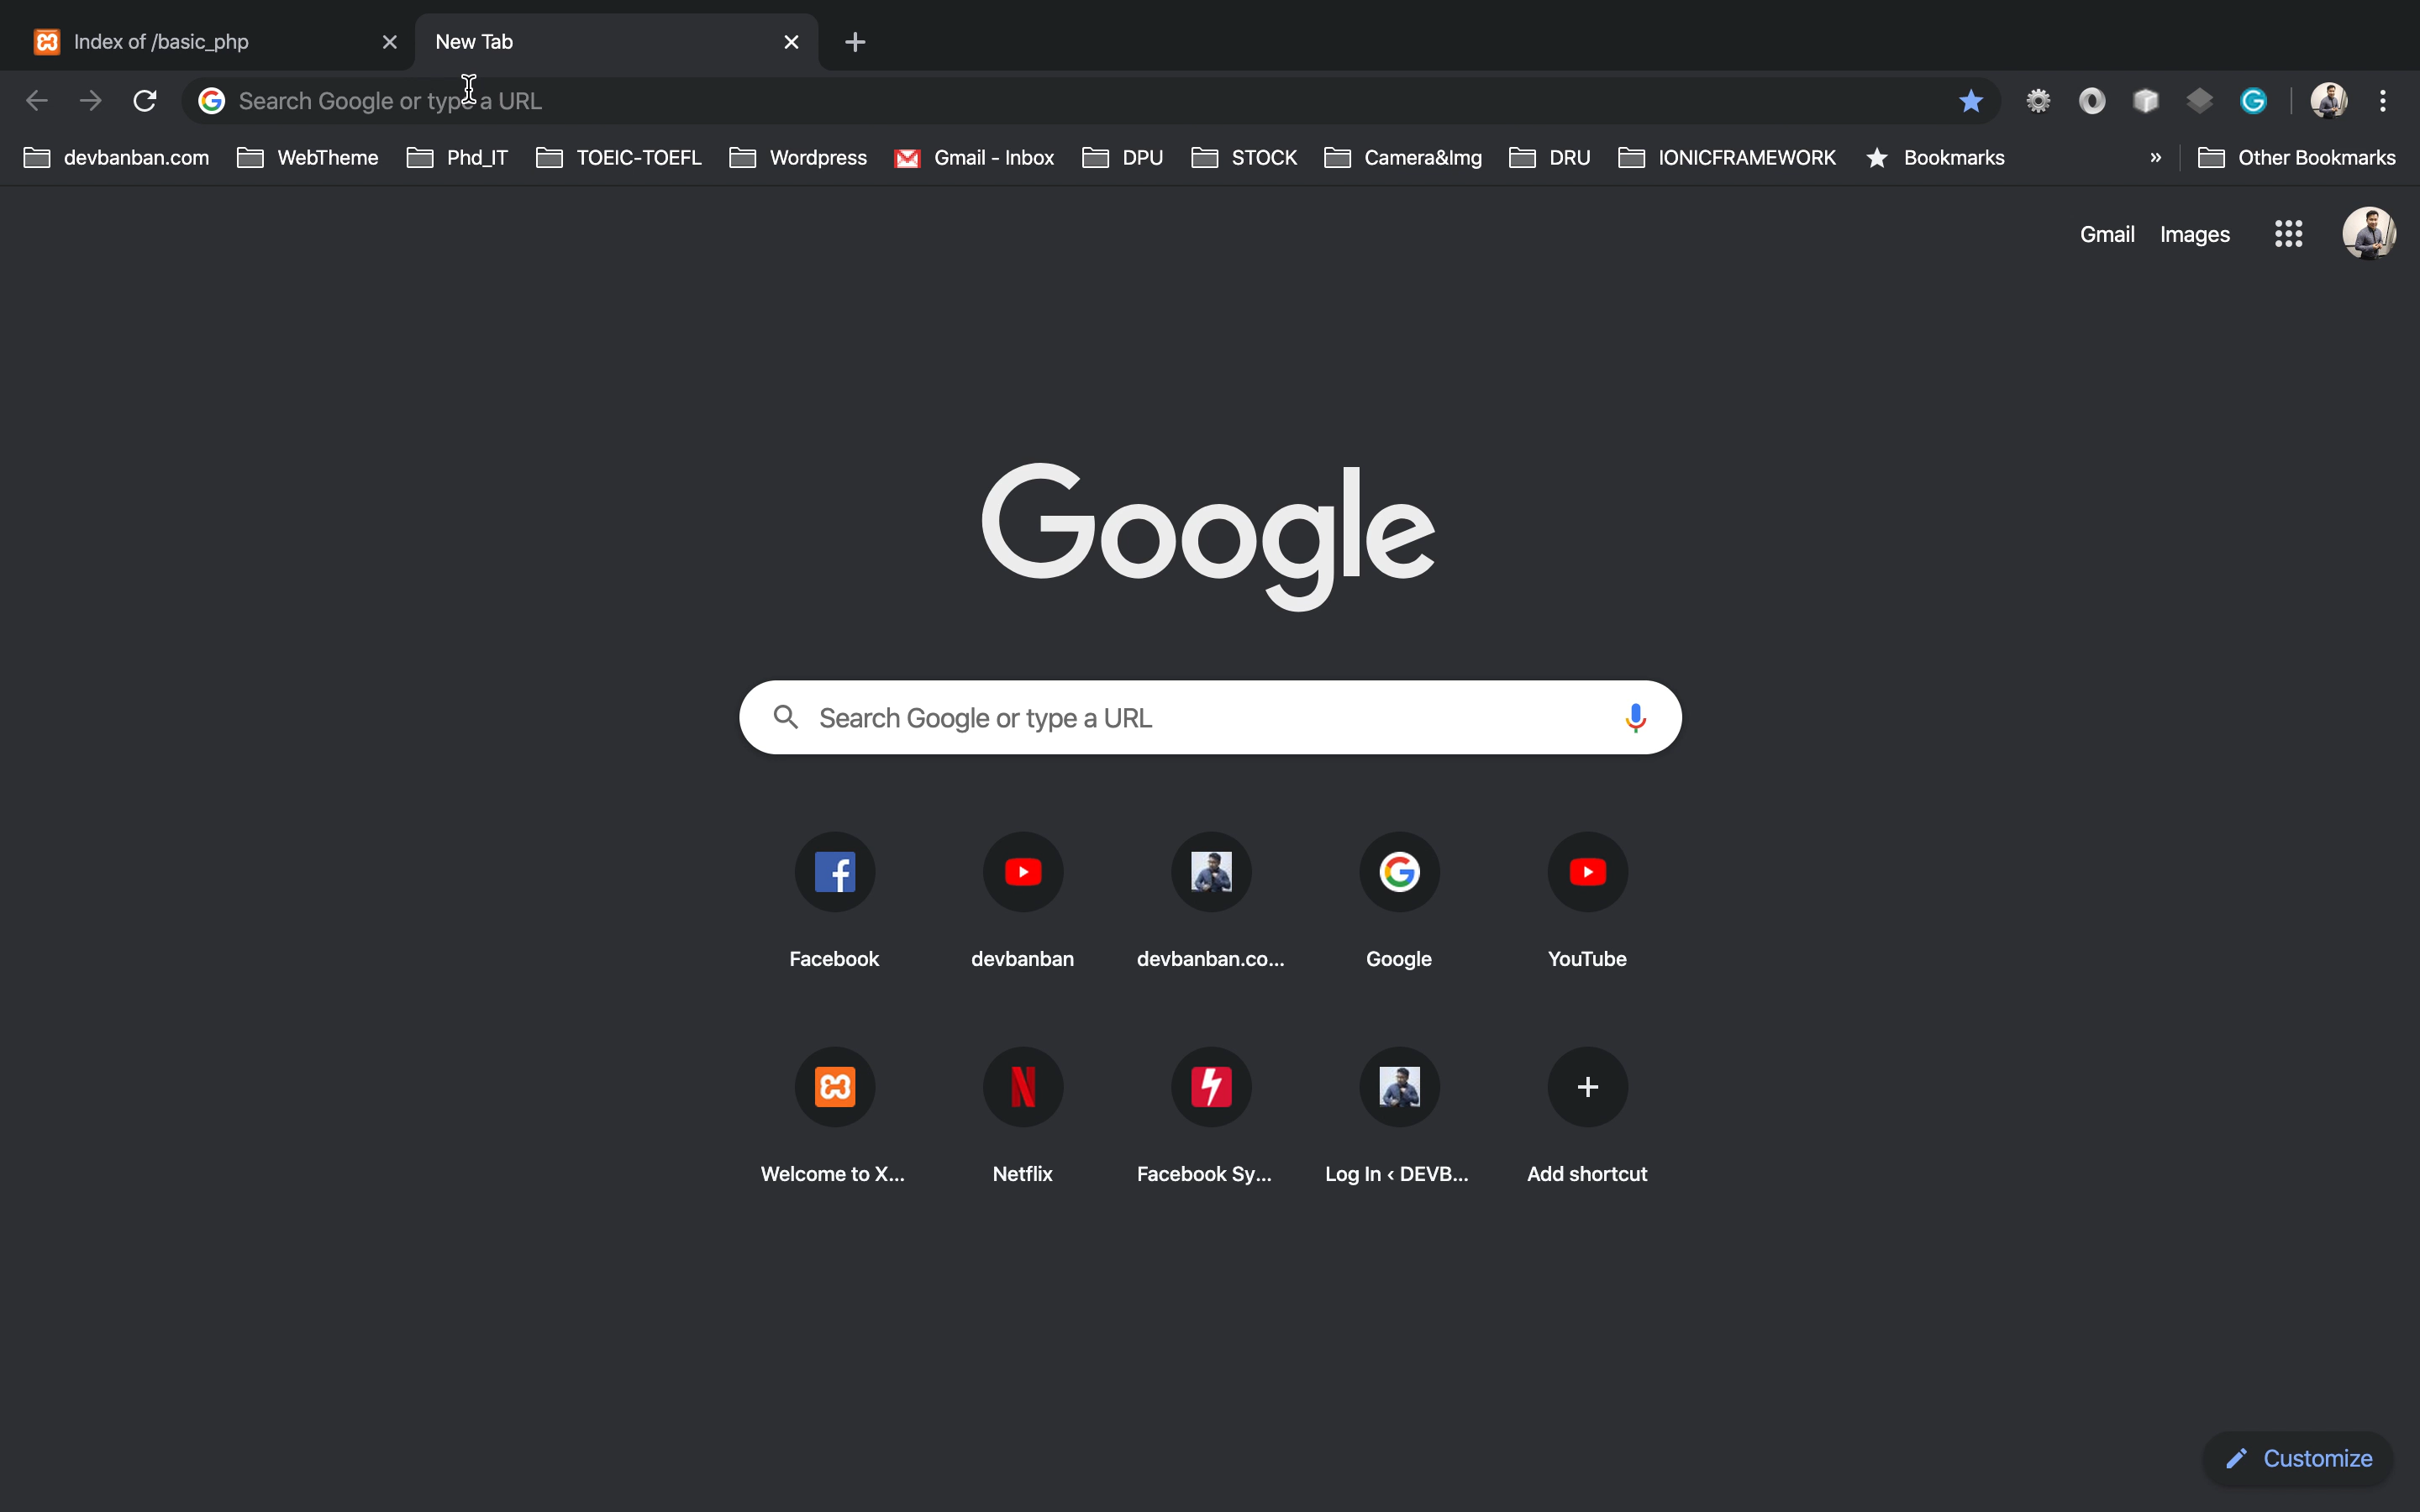 Index of /basic_php
New Tab
Search Google or type a URL
devbanban.com WebTheme Phd_IT TOEIC-TOEFL Wordpress Gmail - Inbox DPU STOCK Camera&Img DRU IONICFRAMEWORK Bookmarks » Other Bookmarks
Gmail Images
Google
Search Google or type a URL
Facebook devbanban devbanban.co... Google YouTube
Welcome to X... Netflix Facebook Sy... Log In ‹ DEVB... Add shortcut
Customize